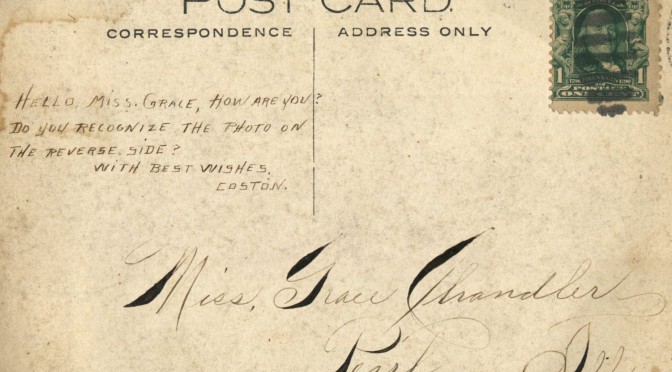 POST CARD.
CORRESPONDENCE
ADDRESS ONLY
HELLO, MISS. GRACE, HOW ARE YOU?
DO YOU RECOGNIZE THE PHOTO ON
THE REVERSE SIDE?
WITH BEST WISHES,
COSTON.
1 1
POSTAGE
ONE CENT
Miss. Grace Chandler